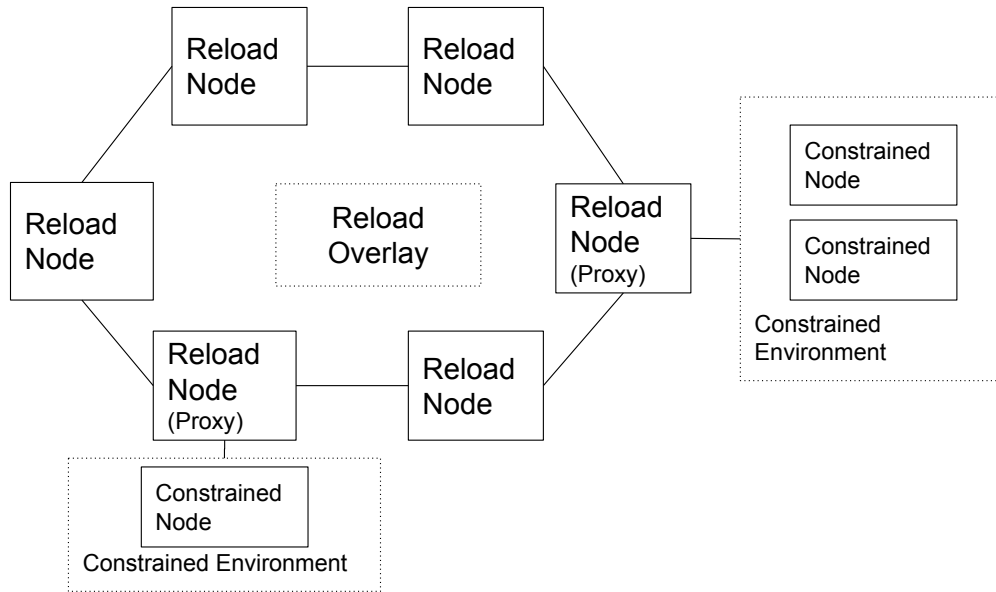 Reload
Node
Reload
Node
Reload
Node
Reload
Overlay
Reload
Node
(Proxy)
Constrained
Node
Constrained
Node
Constrained
Environment
Reload
Node
(Proxy)
Reload
Node
Constrained
Node
Constrained Environment